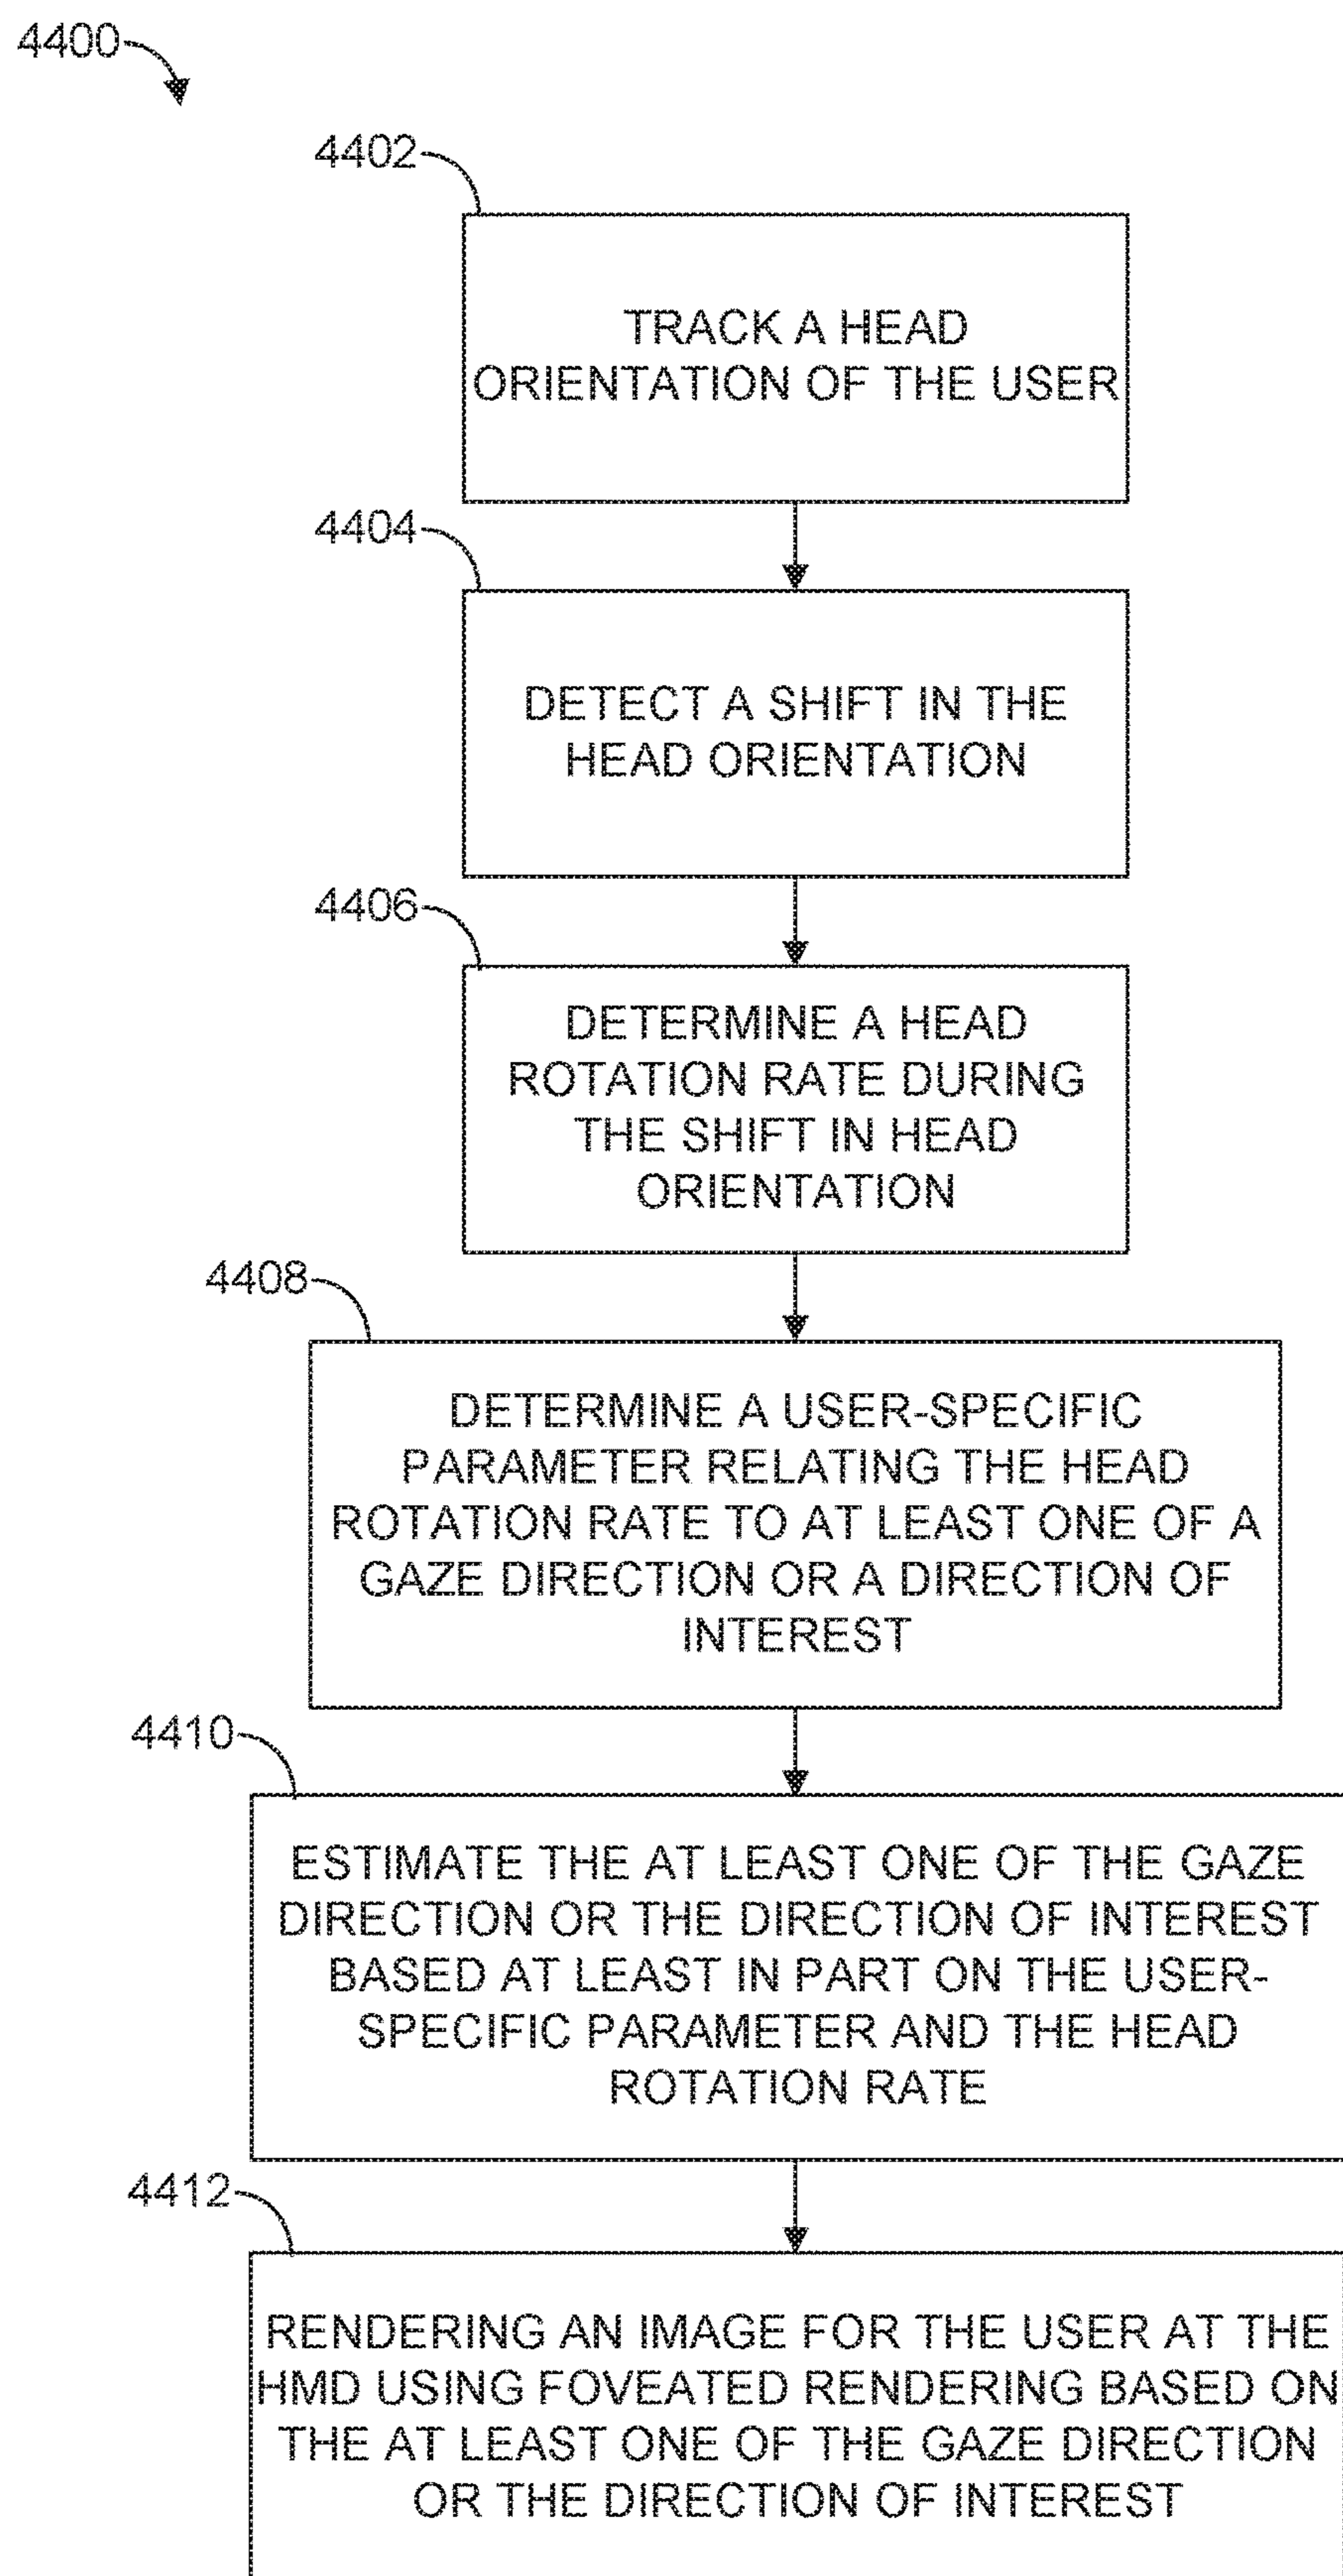 4400
4402
TRACK A HEAD
ORIENTATION OF THE USER
4404
DETECT A SHIFT IN THE
HEAD ORIENTATION
4406
DETERMINE A HEAD
ROTATION RATE DURING
THE SHIFT IN HEAD
ORIENTATION
4408
DETERMINE A USER-SPECIFIC
PARAMETER RELATING THE HEAD
ROTATION RATE TO AT LEAST ONE OF A
GAZE DIRECTION OR A DIRECTION OF
INTEREST
4410
ESTIMATE THE AT LEAST ONE OF THE GAZE
DIRECTION OR THE DIRECTION OF INTEREST
BASED AT LEAST IN PART ON THE USER-
SPECIFIC PARAMETER AND THE HEAD
ROTATION RATE
4412
RENDERING AN IMAGE FOR THE USER AT THE
HMD USING FOVEATED RENDERING BASED ON
THE AT LEAST ONE OF THE GAZE DIRECTION
OR THE DIRECTION OF INTEREST